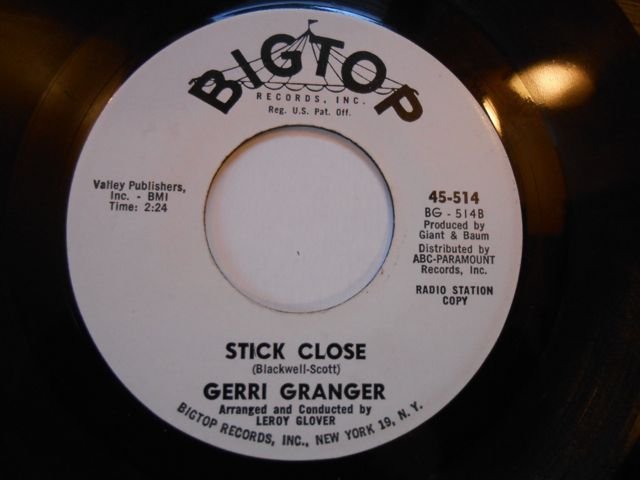 BIGTOP
RECORDS, INC.
Reg. U.S. Pat. Off.
Valley Publishers,
Inc. - BMI
Time: 2:24
45-514
BG - 514B
Produced by
Giant & Baum
Distributed by
ABC-PARAMOUNT
Records, Inc.
RADIO STATION
COPY
STICK CLOSE
(Blackwell-Scott)
GERRI GRANGER
Arranged and Conducted by
LEROY GLOVER
BIGTOP RECORDS, INC., NEW YORK 19, N.Y.